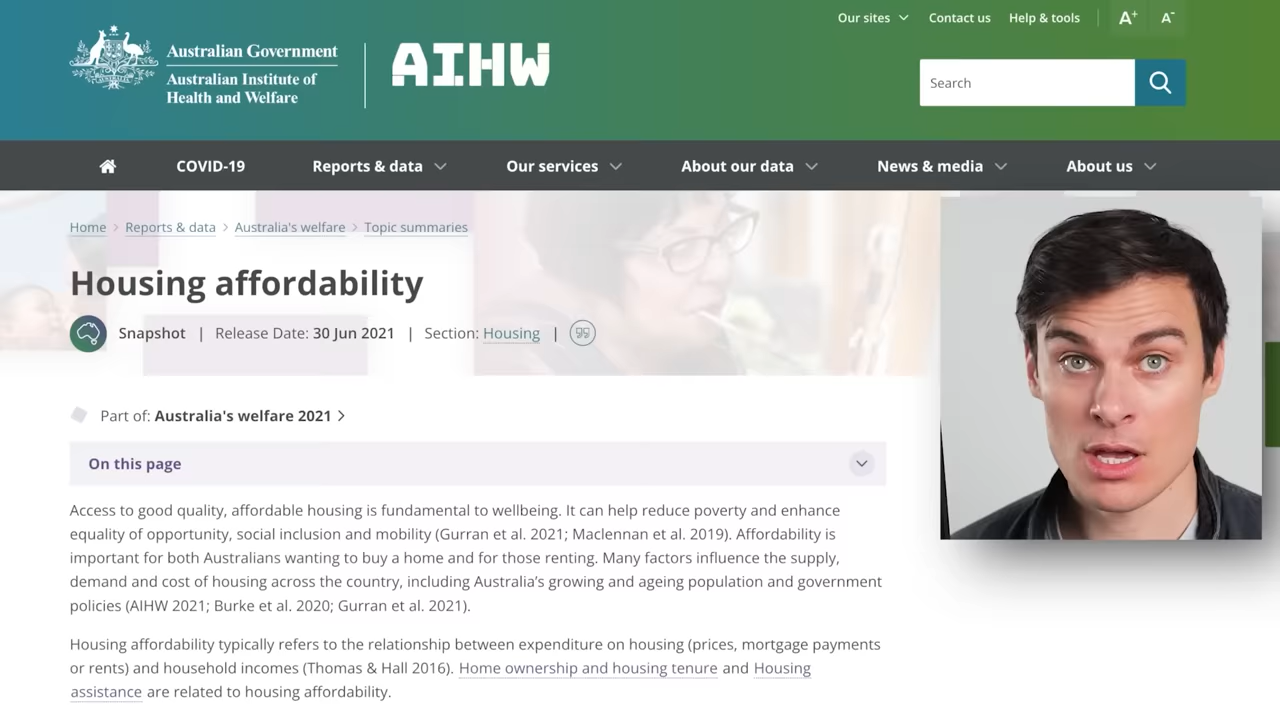 Our sites
Contact us
Help & tools
A+
A-
Australian Government
Australian Institute of
Health and Welfare
AIHW
Search
COVID-19
Reports & data
Our services
About our data
News & media
About us
Home > Reports & data > Australia's welfare > Topic summaries
Housing affordability
Snapshot | Release Date: 30 Jun 2021 | Section: Housing |
Part of: Australia's welfare 2021 >
On this page
Access to good quality, affordable housing is fundamental to wellbeing. It can help reduce poverty and enhance
equality of opportunity, social inclusion and mobility (Gurran et al. 2021; Maclennan et al. 2019). Affordability is
important for both Australians wanting to buy a home and for those renting. Many factors influence the supply,
demand and cost of housing across the country, including Australia’s growing and ageing population and government
policies (AIHW 2021; Burke et al. 2020; Gurran et al. 2021).
Housing affordability typically refers to the relationship between expenditure on housing (prices, mortgage payments
or rents) and household incomes (Thomas & Hall 2016). Home ownership and housing tenure and Housing
assistance are related to housing affordability.